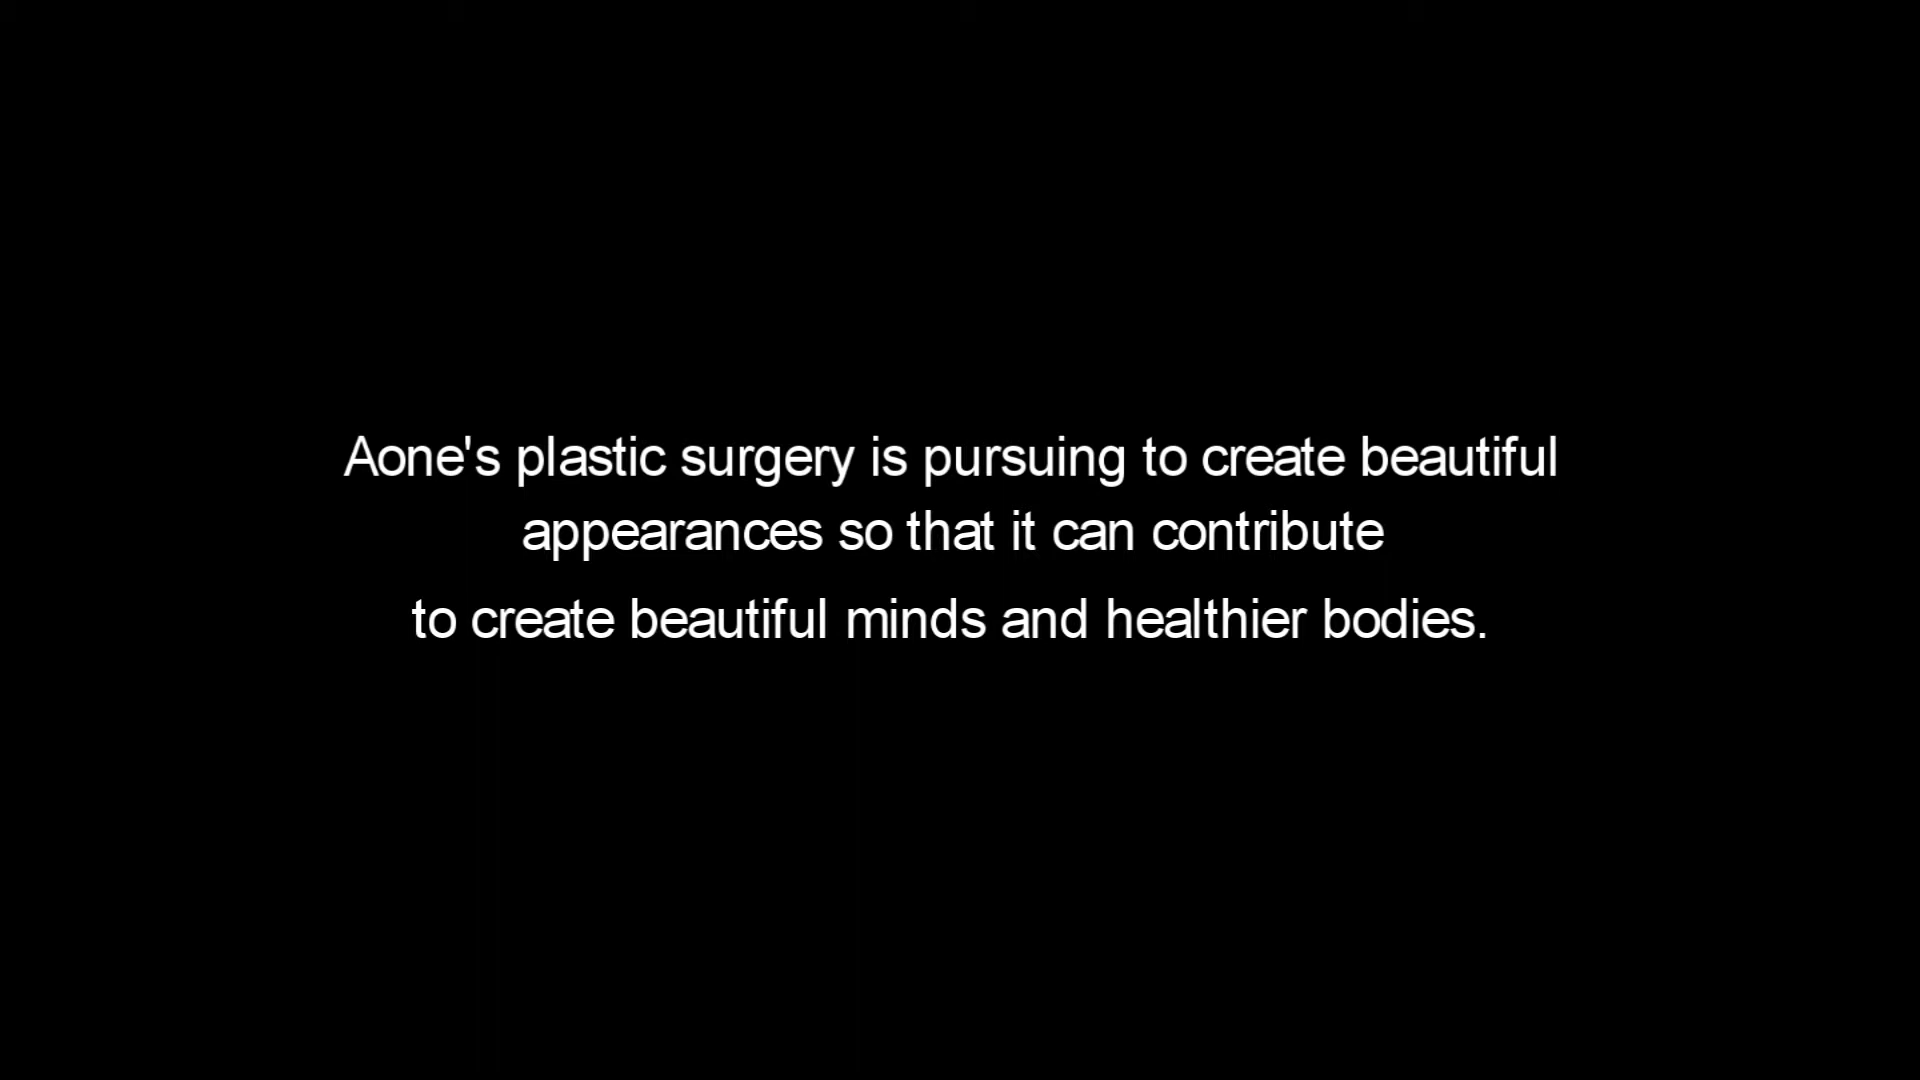 Aone's plastic surgery is pursuing to create beautiful
appearances so that it can contribute
to create beautiful minds and healthier bodies.